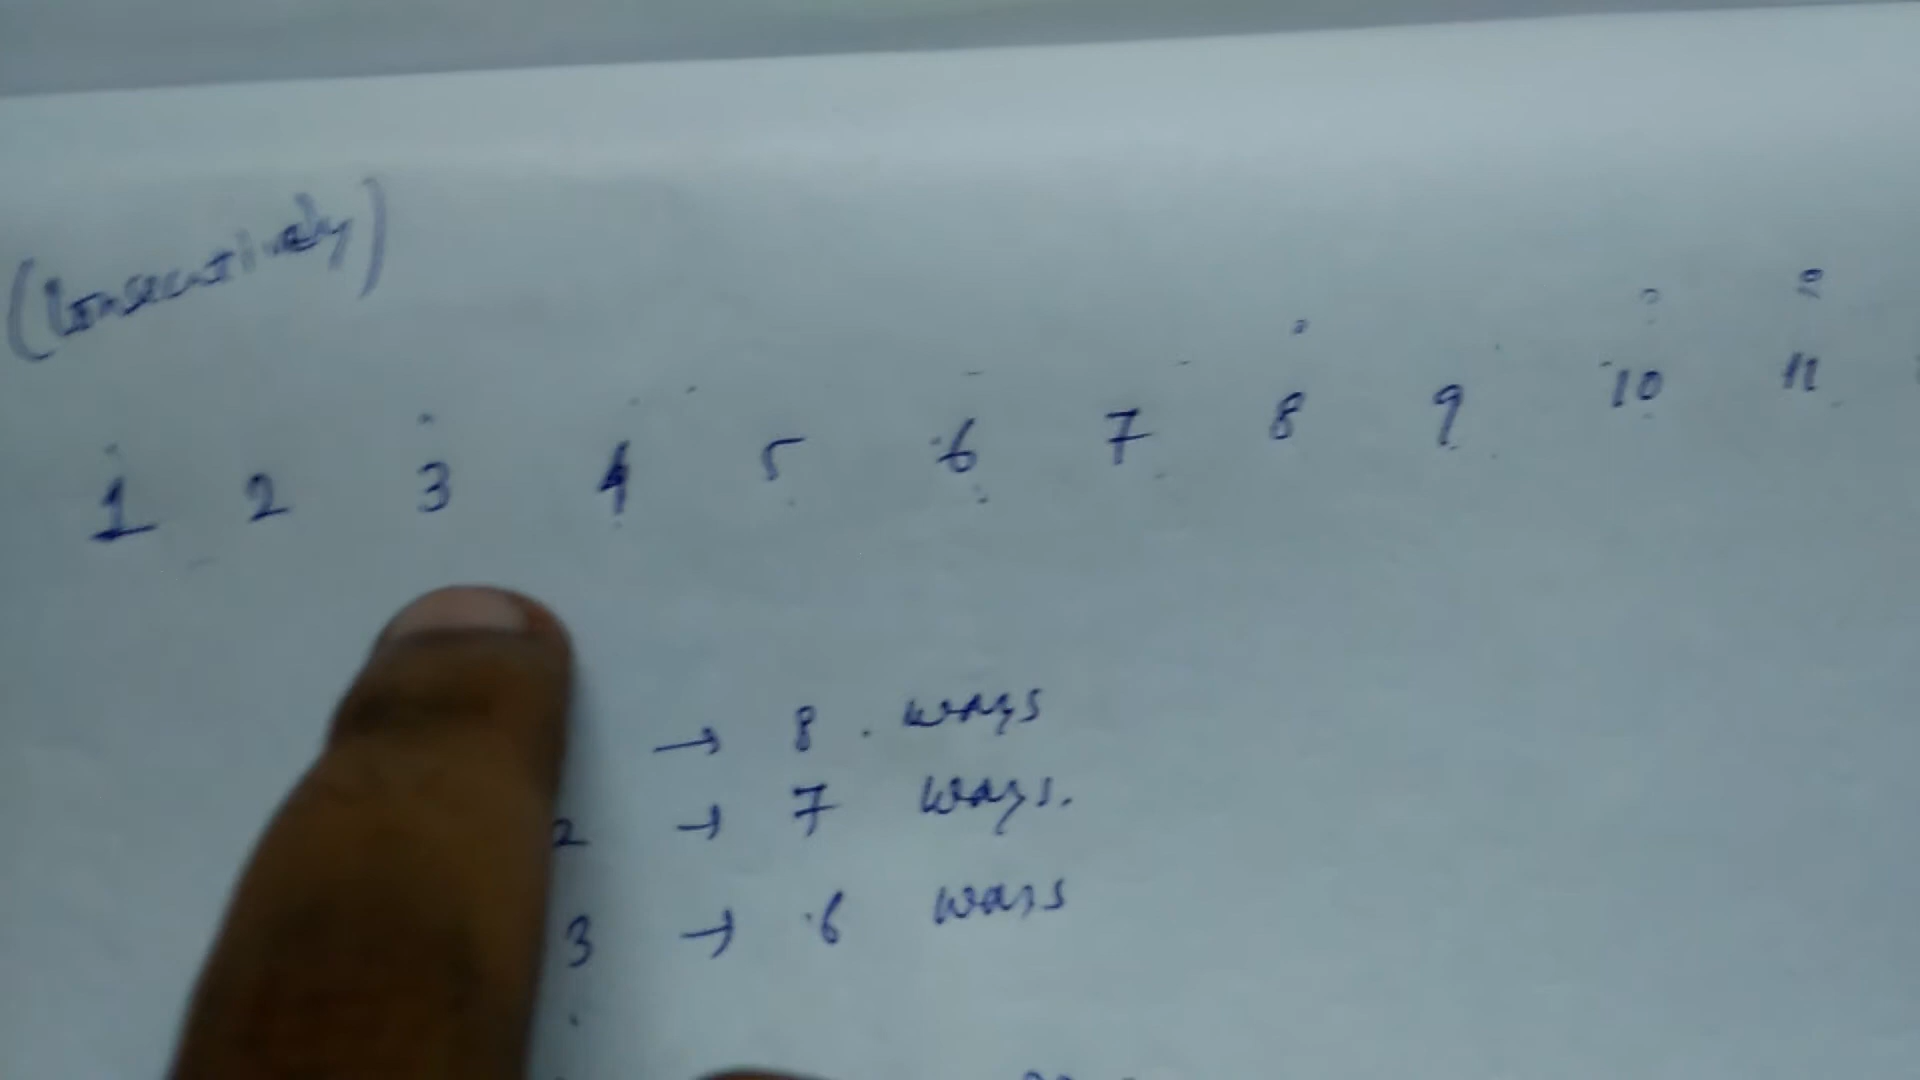 (Consecutively)
1 2 3 4 5 6 7 8 9 10 11
→ 8 ways
2 → 7 ways.
3 → 6 ways